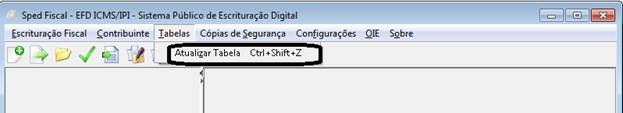 Sped Fiscal - EFD ICMS/IPI - Sistema Público de Escrituração Digital
Escrituração Fiscal Contribuinte Tabelas Cópias de Segurança Configurações OIE Sobre
Atualizar Tabela Ctrl+Shift+Z